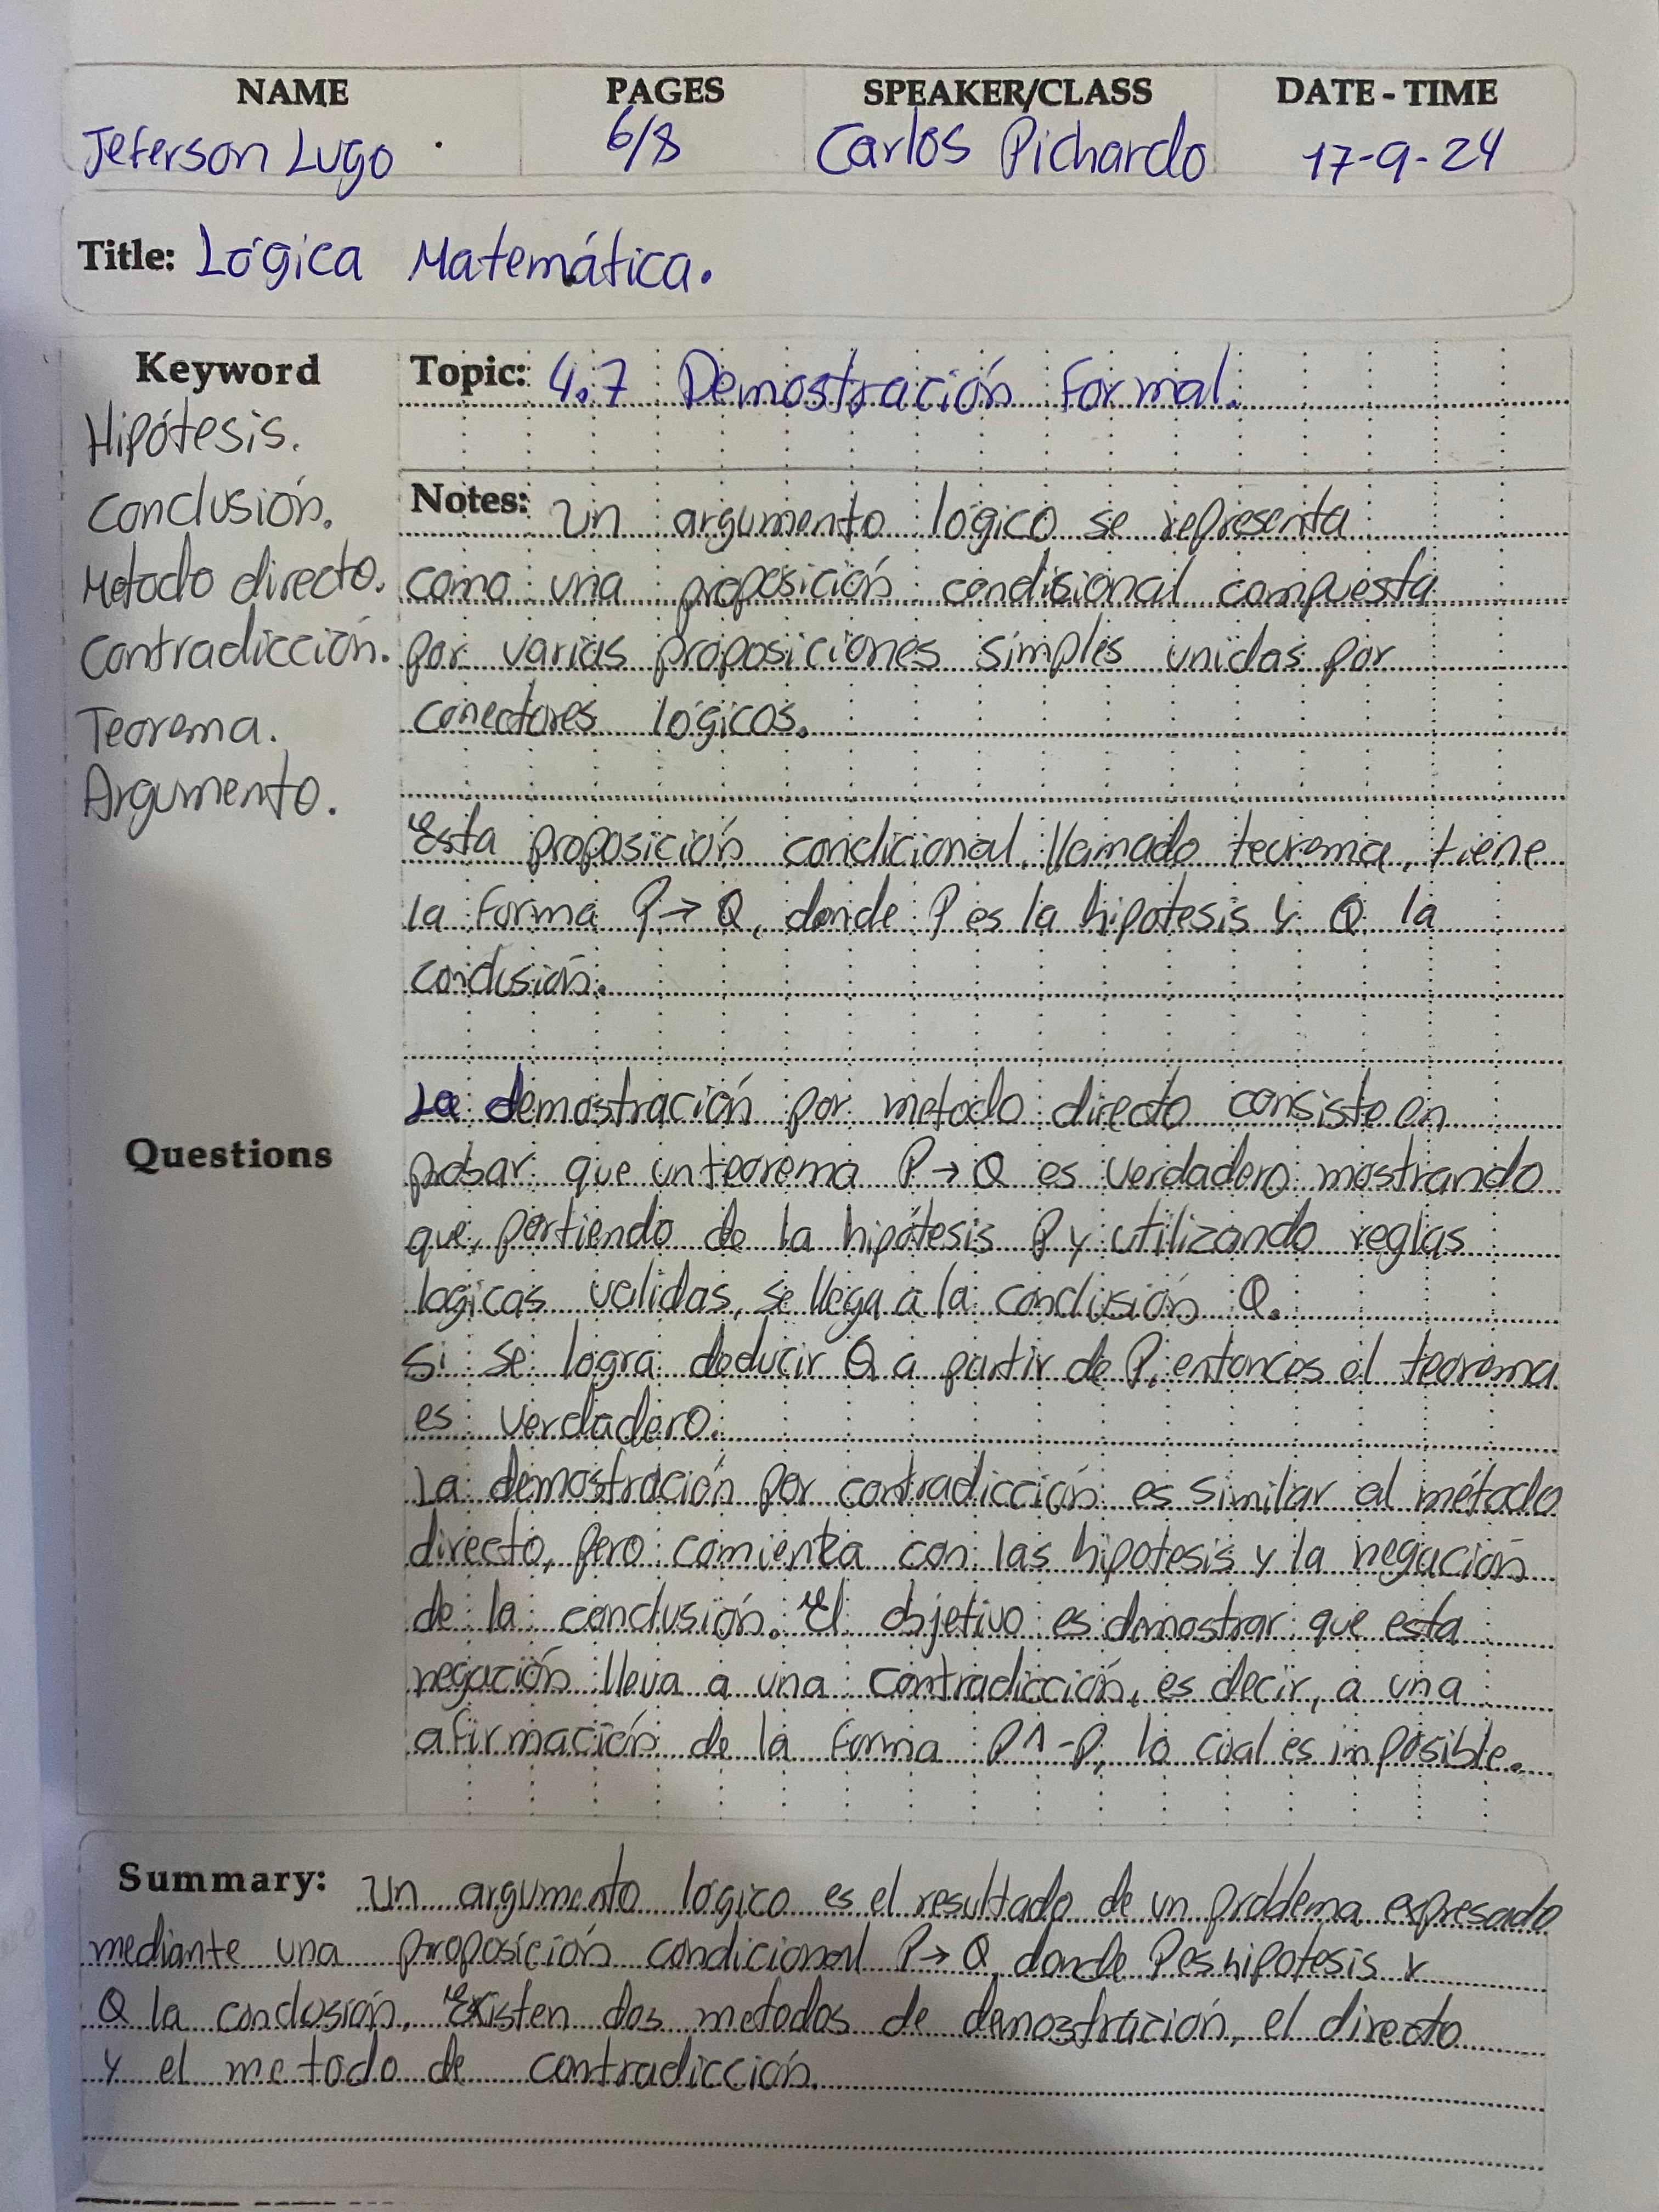 NAME PAGES SPEAKER/CLASS DATE - TIME
Jeferson Lugo . 6/8 Carlos Pichardo 17-9-24
Title: Lógica Matemática.
Keyword
Hipótesis.
Conclusión.
Metodo directo.
Contradicción.
Teorema.
Argumento.
Questions
Topic: 4.7 Demostración formal.
Notes: Un argumento lógico se representa
como una proposición condisional compuesta
por varias proposiciones simples unidas por
conectores lógicos.
Esta proposición condicional, llamado teorema, tiene
la forma P → Q, donde P es la hipotesis y Q la
conclusión.
La demostración por metodo directo consiste en
probar que un teorema P → Q es verdadero mostrando
que, partiendo de la hipótesis P y utilizando reglas
logicas validas, se llega a la conclusión Q.
Si se logra deducir Q a partir de P, entonces el teorema
es verdadero.
La demostración por contradicción es similar al método
directo, pero comienza con las hipotesis y la negación
de la conclusión. El objetivo es demostrar que esta
negación lleva a una contradicción, es decir, a una
afirmación de la forma P ∧ -P, lo cual es imposible.
Summary: Un argumento lógico es el resultado de un problema expresado
mediante una proposición condicional P → Q, donde P es hipotesis y
Q la conclusión. Existen dos metodos de demostración, el directo
y el metodo de contradicción.